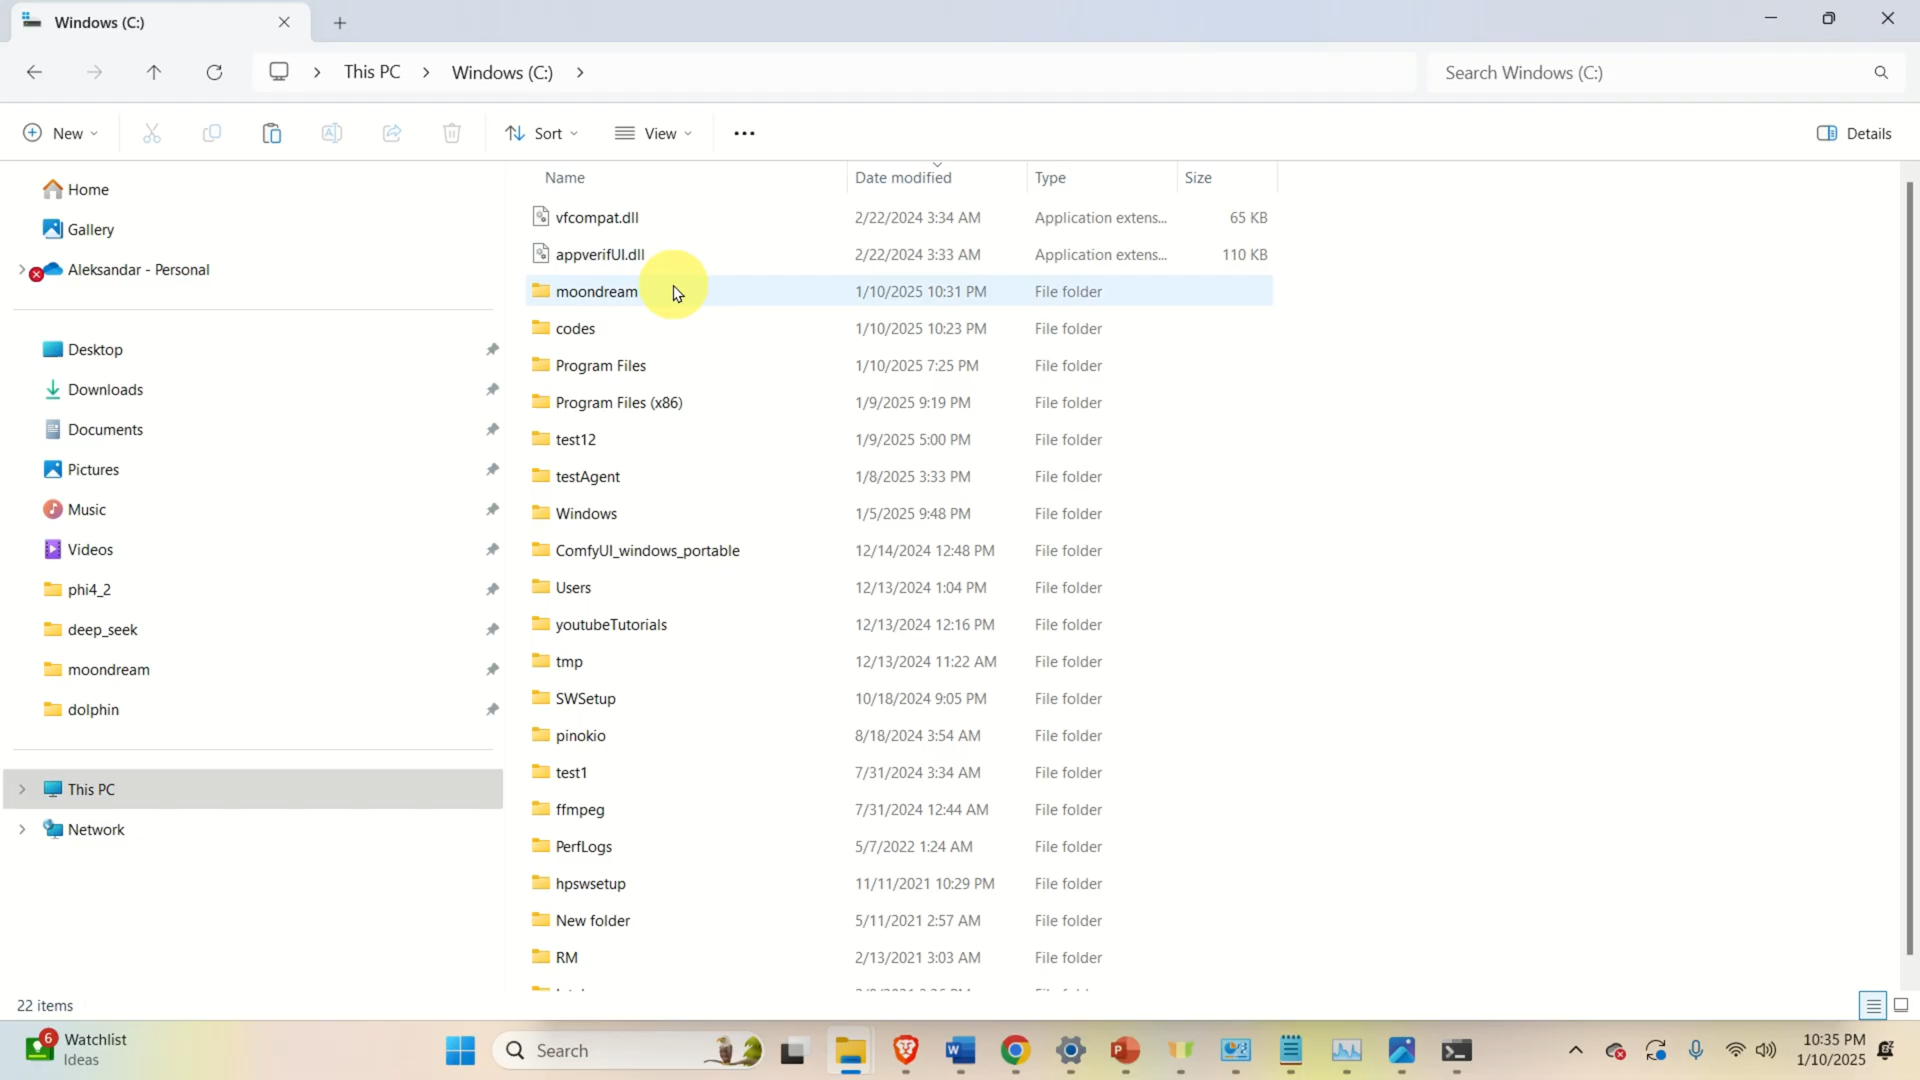 Windows (C:)
This PC
Windows (C:)
Search Windows (C:)
New
Sort
View
Details
Home
Gallery
Aleksandar - Personal
Desktop
Downloads
Documents
Pictures
Music
Videos
phi4_2
deep_seek
moondream
dolphin
This PC
Network
Name Date modified Type Size
vfcompat.dll 2/22/2024 3:34 AM Application extens... 65 KB
appverifUI.dll 2/22/2024 3:33 AM Application extens... 110 KB
moondream 1/10/2025 10:31 PM File folder
codes 1/10/2025 10:23 PM File folder
Program Files 1/10/2025 7:25 PM File folder
Program Files (x86) 1/9/2025 9:19 PM File folder
test12 1/9/2025 5:00 PM File folder
testAgent 1/8/2025 3:33 PM File folder
Windows 1/5/2025 9:48 PM File folder
ComfyUI_windows_portable 12/14/2024 12:48 PM File folder
Users 12/13/2024 1:04 PM File folder
youtubeTutorials 12/13/2024 12:16 PM File folder
tmp 12/13/2024 11:22 AM File folder
SWSetup 10/18/2024 9:05 PM File folder
pinokio 8/18/2024 3:54 AM File folder
test1 7/31/2024 3:34 AM File folder
ffmpeg 7/31/2024 12:44 AM File folder
PerfLogs 5/7/2022 1:24 AM File folder
hpswsetup 11/11/2021 10:29 PM File folder
New folder 5/11/2021 2:57 AM File folder
RM 2/13/2021 3:03 AM File folder
22 items
6
Watchlist
Ideas
Search
10:35 PM
1/10/2025